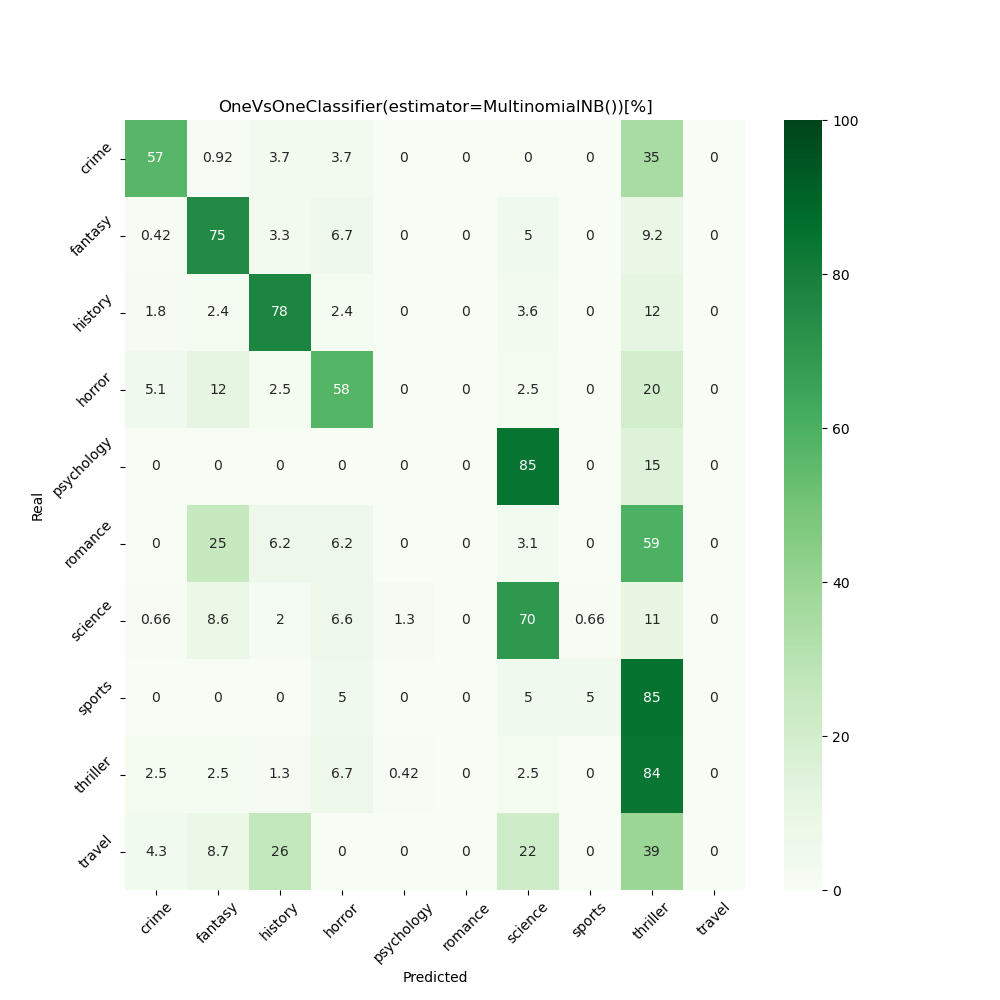 OneVsOneClassifier(estimator=MultinomialNB())[%]
crime 57 0.92 3.7 3.7 0 0 0 0 35 0
fantasy 0.42 75 3.3 6.7 0 0 5 0 9.2 0
history 1.8 2.4 78 2.4 0 0 3.6 0 12 0
horror 5.1 12 2.5 58 0 0 2.5 0 20 0
psychology 0 0 0 0 0 0 85 0 15 0
romance 0 25 6.2 6.2 0 0 3.1 0 59 0
science 0.66 8.6 2 6.6 1.3 0 70 0.66 11 0
sports 0 0 0 5 0 0 5 5 85 0
thriller 2.5 2.5 1.3 6.7 0.42 0 2.5 0 84 0
travel 4.3 8.7 26 0 0 0 22 0 39 0
crime fantasy history horror psychology romance science sports thriller travel
Predicted
Real
100
80
60
40
20
0